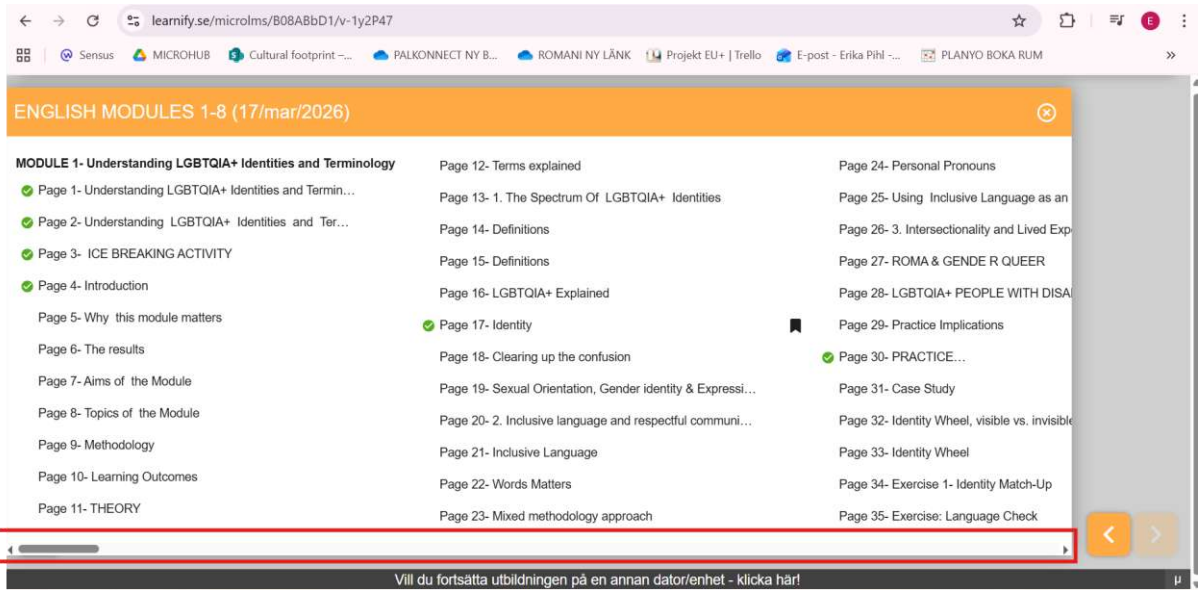 learnify.se/microlms/B08ABbD1/v-1y2P47
E
Sensus
MICROHUB
Cultural footprint –...
PALKONNECT NY B...
ROMANI NY LÄNK
Projekt EU+ | Trello
E-post - Erika Pihl -...
PLANYO BOKA RUM
»
ENGLISH MODULES 1-8 (17/mar/2026)
MODULE 1- Understanding LGBTQIA+ Identities and Terminology
Page 1- Understanding LGBTQIA+ Identities and Termin...
Page 2- Understanding LGBTQIA+ Identities and Ter...
Page 3- ICE BREAKING ACTIVITY
Page 4- Introduction
Page 5- Why this module matters
Page 6- The results
Page 7- Aims of the Module
Page 8- Topics of the Module
Page 9- Methodology
Page 10- Learning Outcomes
Page 11- THEORY
Page 12- Terms explained
Page 13- 1. The Spectrum Of LGBTQIA+ Identities
Page 14- Definitions
Page 15- Definitions
Page 16- LGBTQIA+ Explained
Page 17- Identity
Page 18- Clearing up the confusion
Page 19- Sexual Orientation, Gender identity & Expressi...
Page 20- 2. Inclusive language and respectful communi...
Page 21- Inclusive Language
Page 22- Words Matters
Page 23- Mixed methodology approach
Page 24- Personal Pronouns
Page 25- Using Inclusive Language as an
Page 26- 3. Intersectionality and Lived Exp
Page 27- ROMA & GENDE R QUEER
Page 28- LGBTQIA+ PEOPLE WITH DISA
Page 29- Practice Implications
Page 30- PRACTICE...
Page 31- Case Study
Page 32- Identity Wheel, visible vs. invisible
Page 33- Identity Wheel
Page 34- Exercise 1- Identity Match-Up
Page 35- Exercise: Language Check
Vill du fortsätta utbildningen på en annan dator/enhet - klicka här!
μ